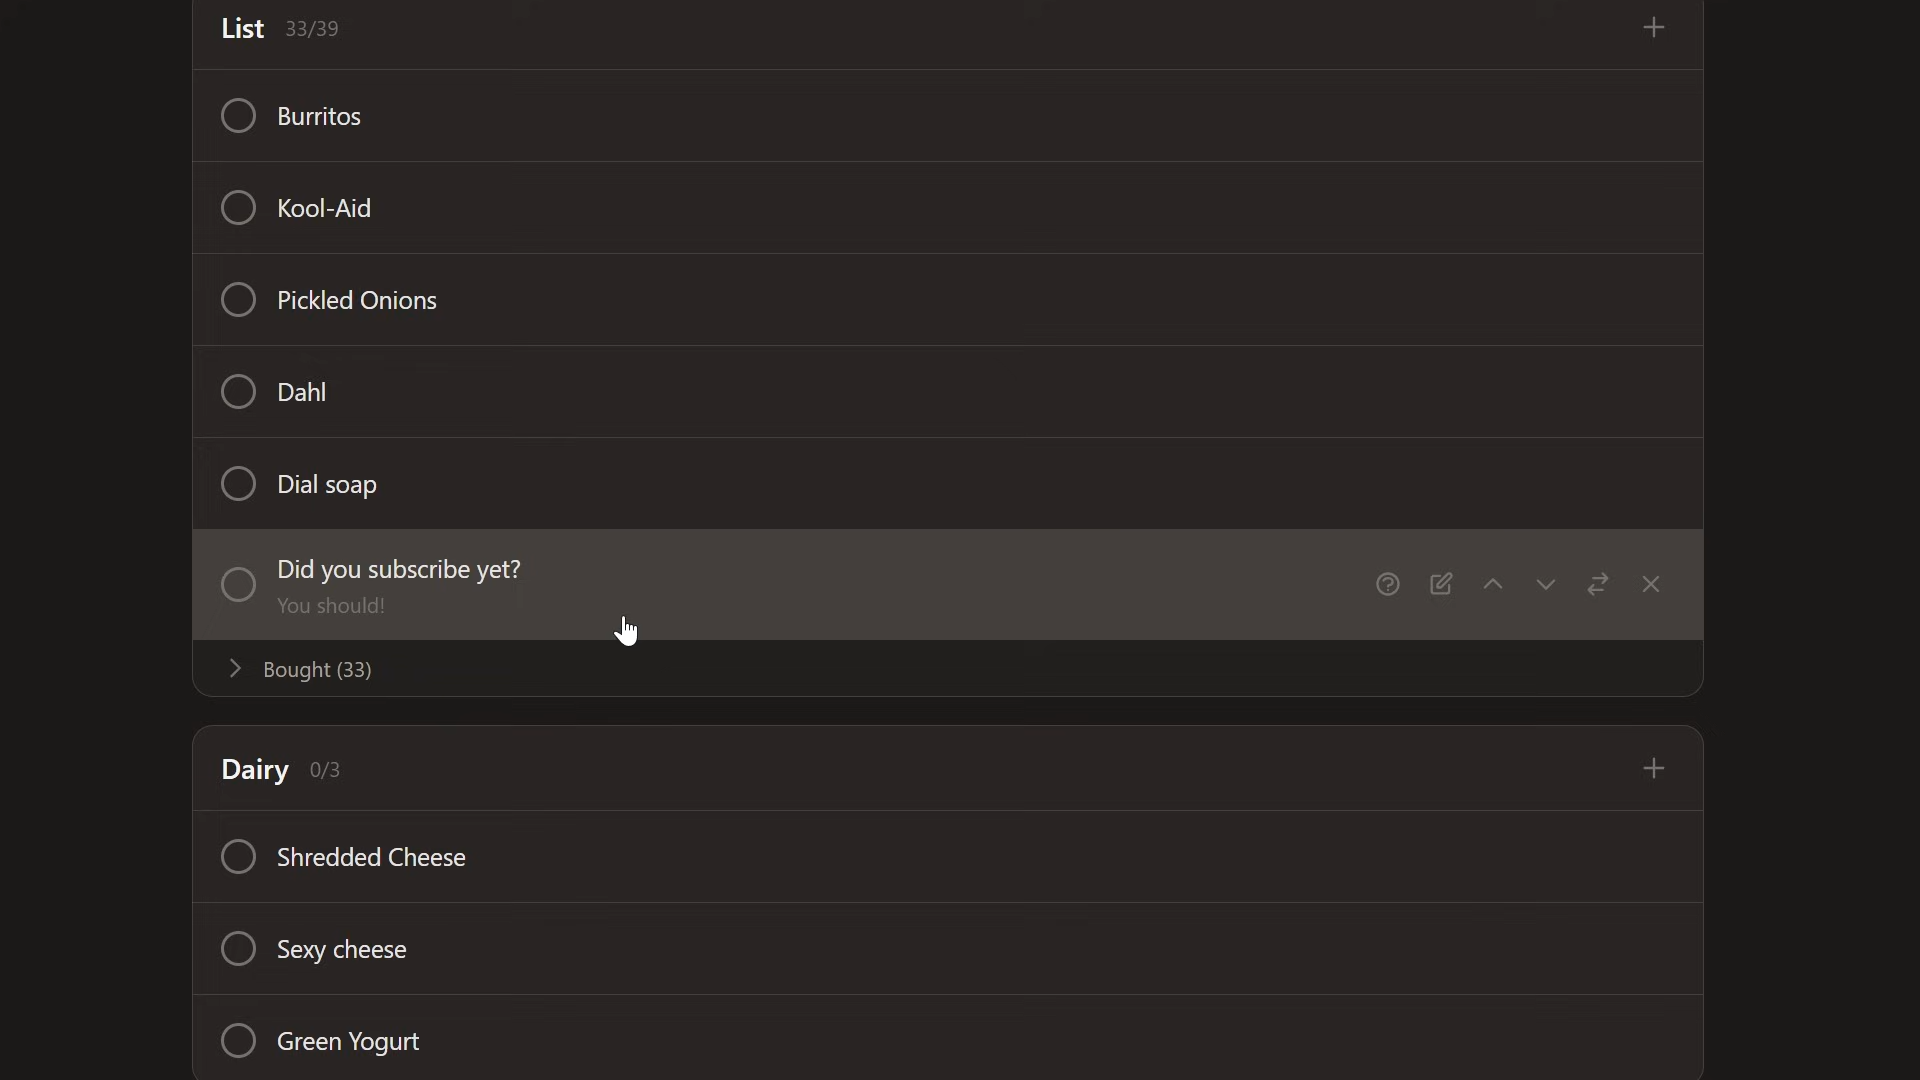 List 33/39
Burritos
Kool-Aid
Pickled Onions
Dahl
Dial soap
Did you subscribe yet?
You should!
Bought (33)
Dairy 0/3
Shredded Cheese
Sexy cheese
Green Yogurt